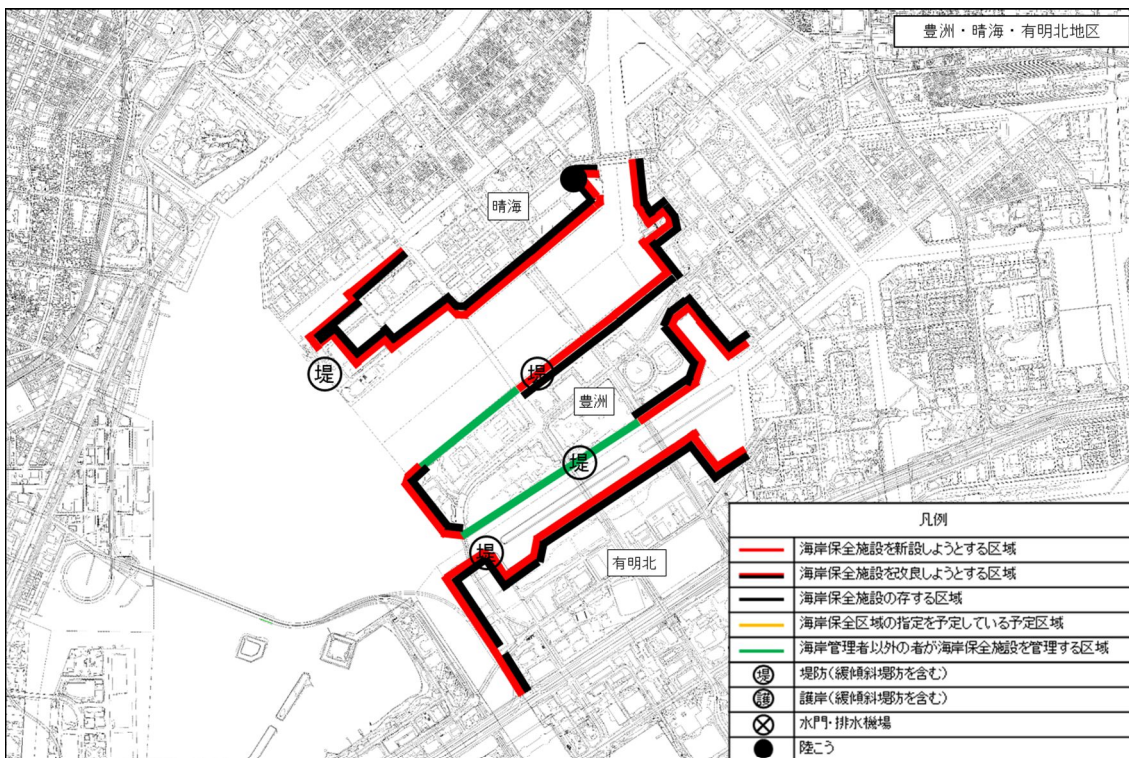 豊洲・晴海・有明北地区
晴海
堤
堤
豊洲
堤
堤
有明北
凡例
海岸保全施設を新設しようとする区域
海岸保全施設を改良しようとする区域
海岸保全施設の存する区域
海岸保全区域の指定を予定している予定区域
海岸管理者以外の者が海岸保全施設を管理する区域
堤 堤防(緩傾斜堤防を含む)
護 護岸(緩傾斜堤防を含む)
水門・排水機場
陸こう